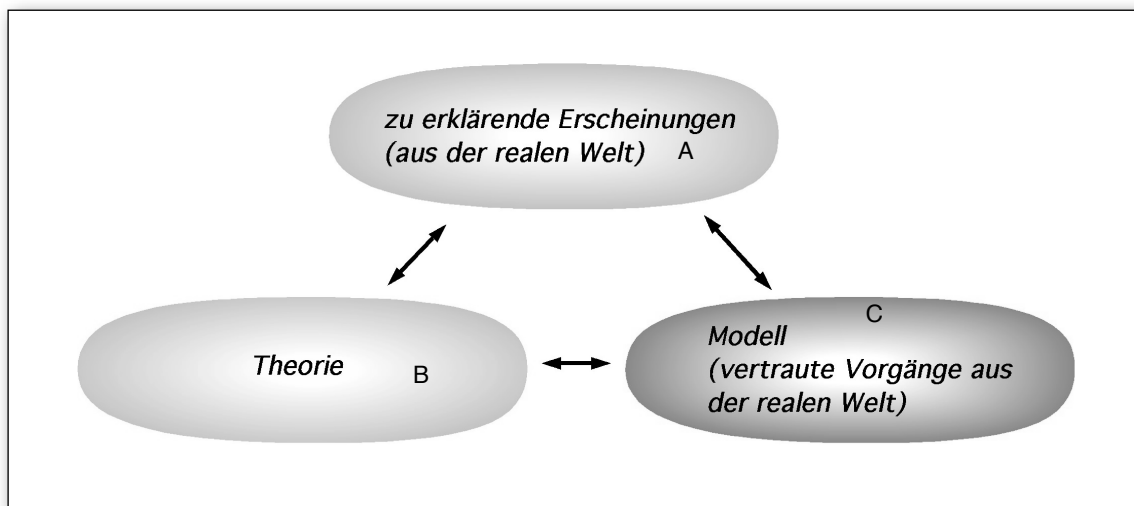 zu erklärende Erscheinungen
(aus der realen Welt) A
Theorie B
C
Modell
(vertraute Vorgänge aus
der realen Welt)